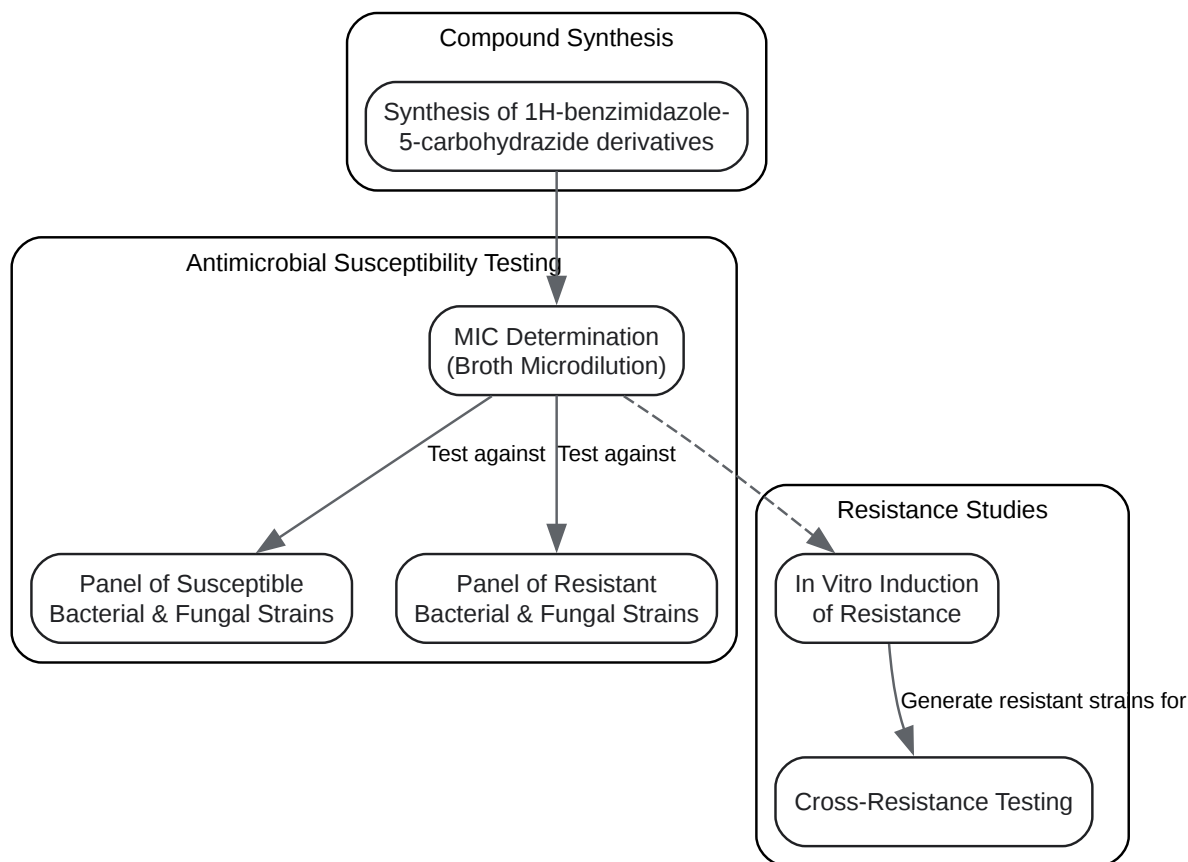 Compound Synthesis
Synthesis of 1H-benzimidazole-
5-carbohydrazide derivatives
Antimicrobial Susceptibility Testing
MIC Determination
(Broth Microdilution)
Test against
Test against
Panel of Susceptible
Bacterial & Fungal Strains
Panel of Resistant
Bacterial & Fungal Strains
Resistance Studies
In Vitro Induction
of Resistance
Generate resistant strains for
Cross-Resistance Testing